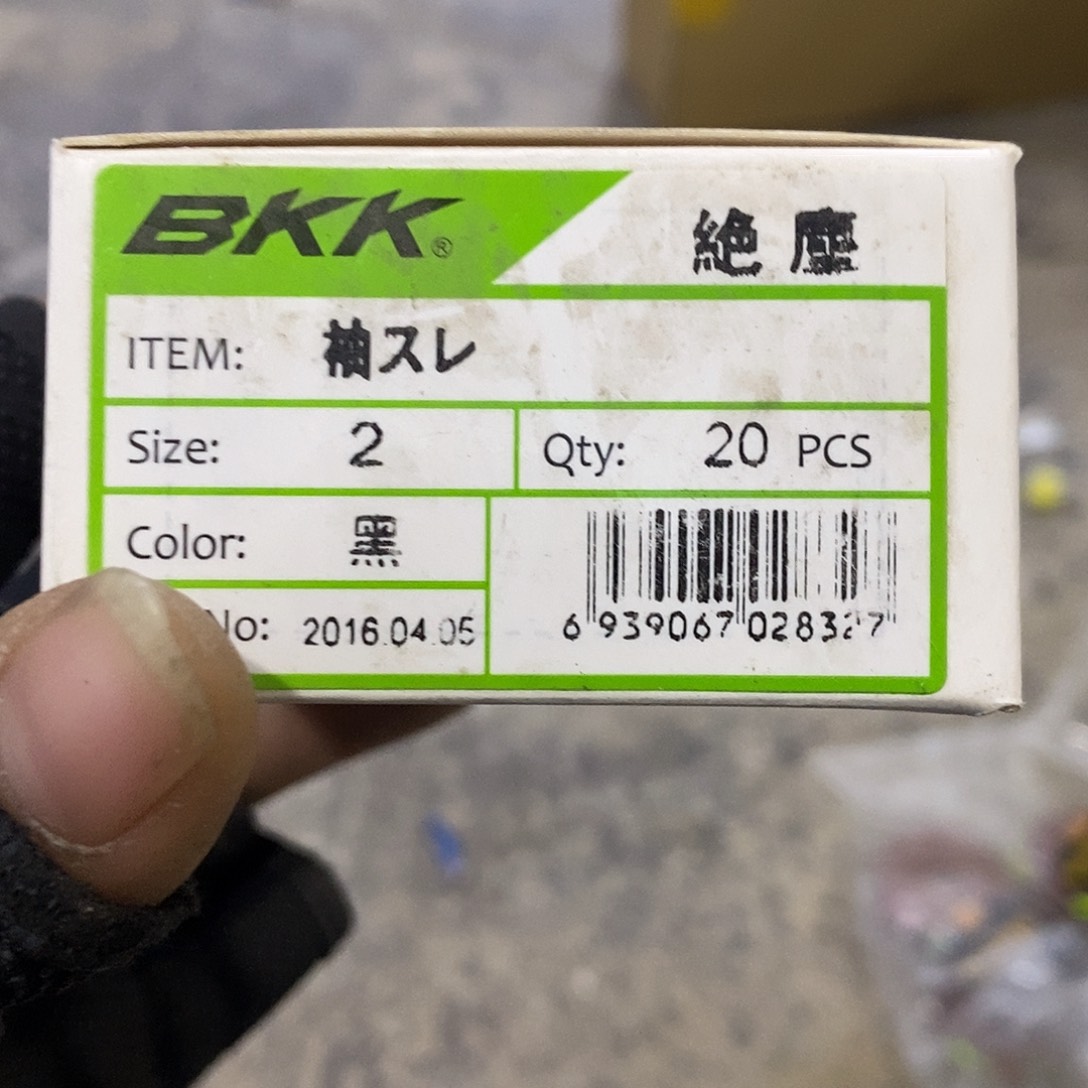 BKK®
絶塵
ITEM: 袖スレ
Size: 2 Qty: 20 PCS
Color: 黑
No: 2016.04.05
6 939067 028327